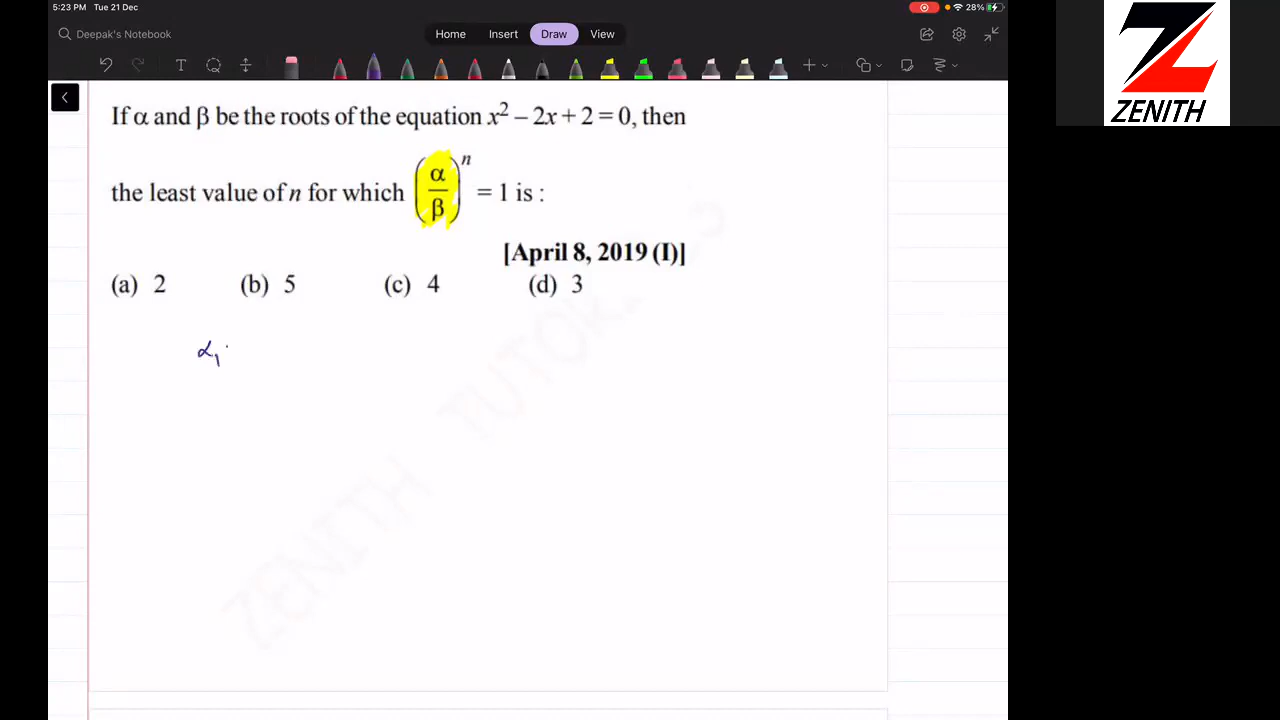 5:23 PM Tue 21 Dec
28%
Deepak's Notebook
Home Insert Draw View
If α and β be the roots of the equation x² – 2x + 2 = 0, then
the least value of n for which (α/β)ⁿ = 1 is :
[April 8, 2019 (I)]
(a) 2 (b) 5 (c) 4 (d) 3
α,
ZENITH TUTOR
ZENITH